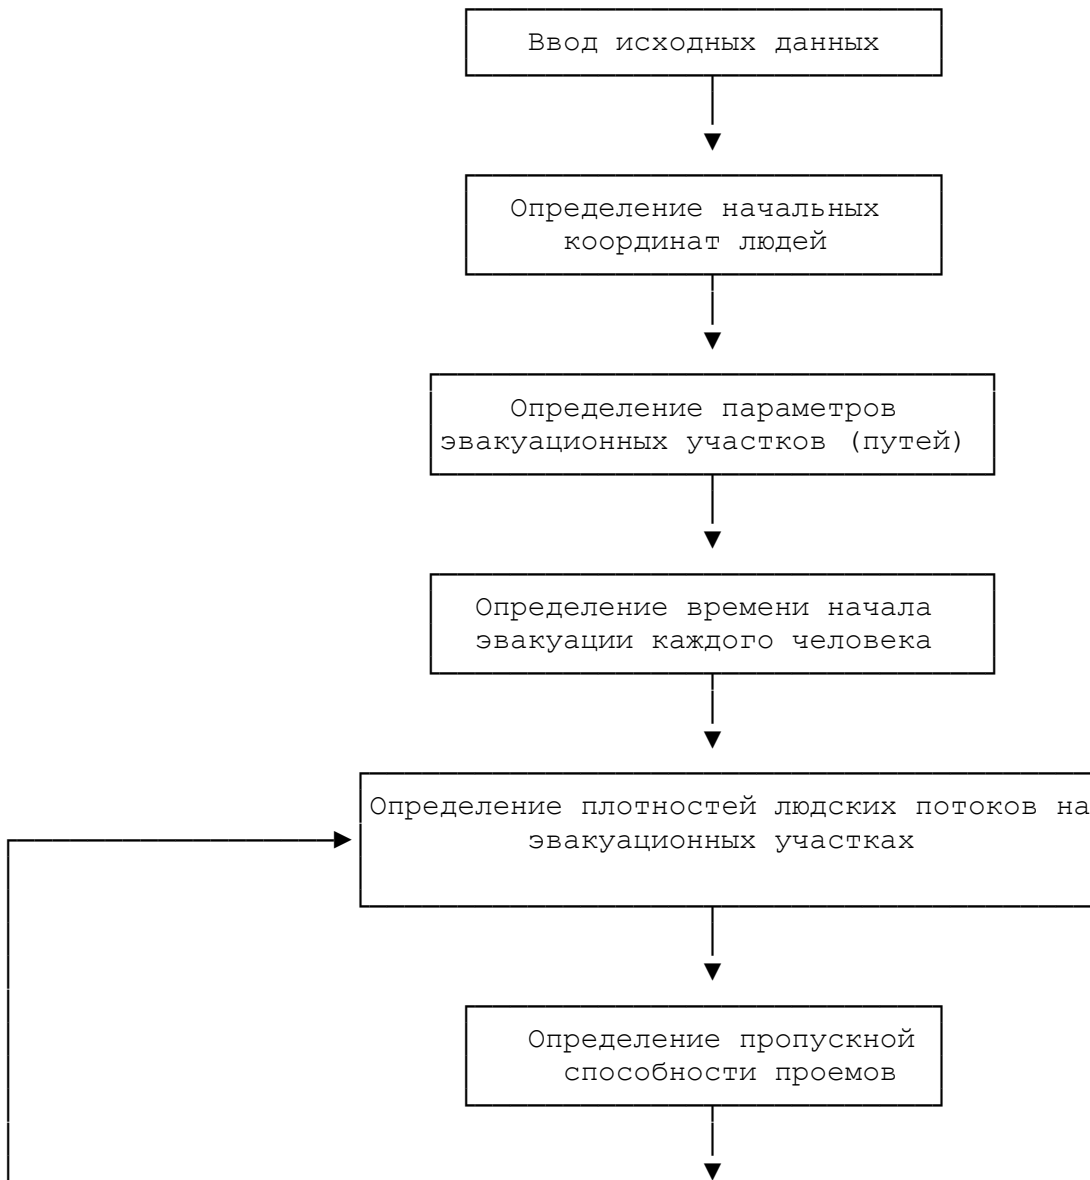 Ввод исходных данных
Определение начальных
координат людей
Определение параметров
эвакуационных участков (путей)
Определение времени начала
эвакуации каждого человека
Определение плотностей людских потоков на
эвакуационных участках
Определение пропускной
способности проемов